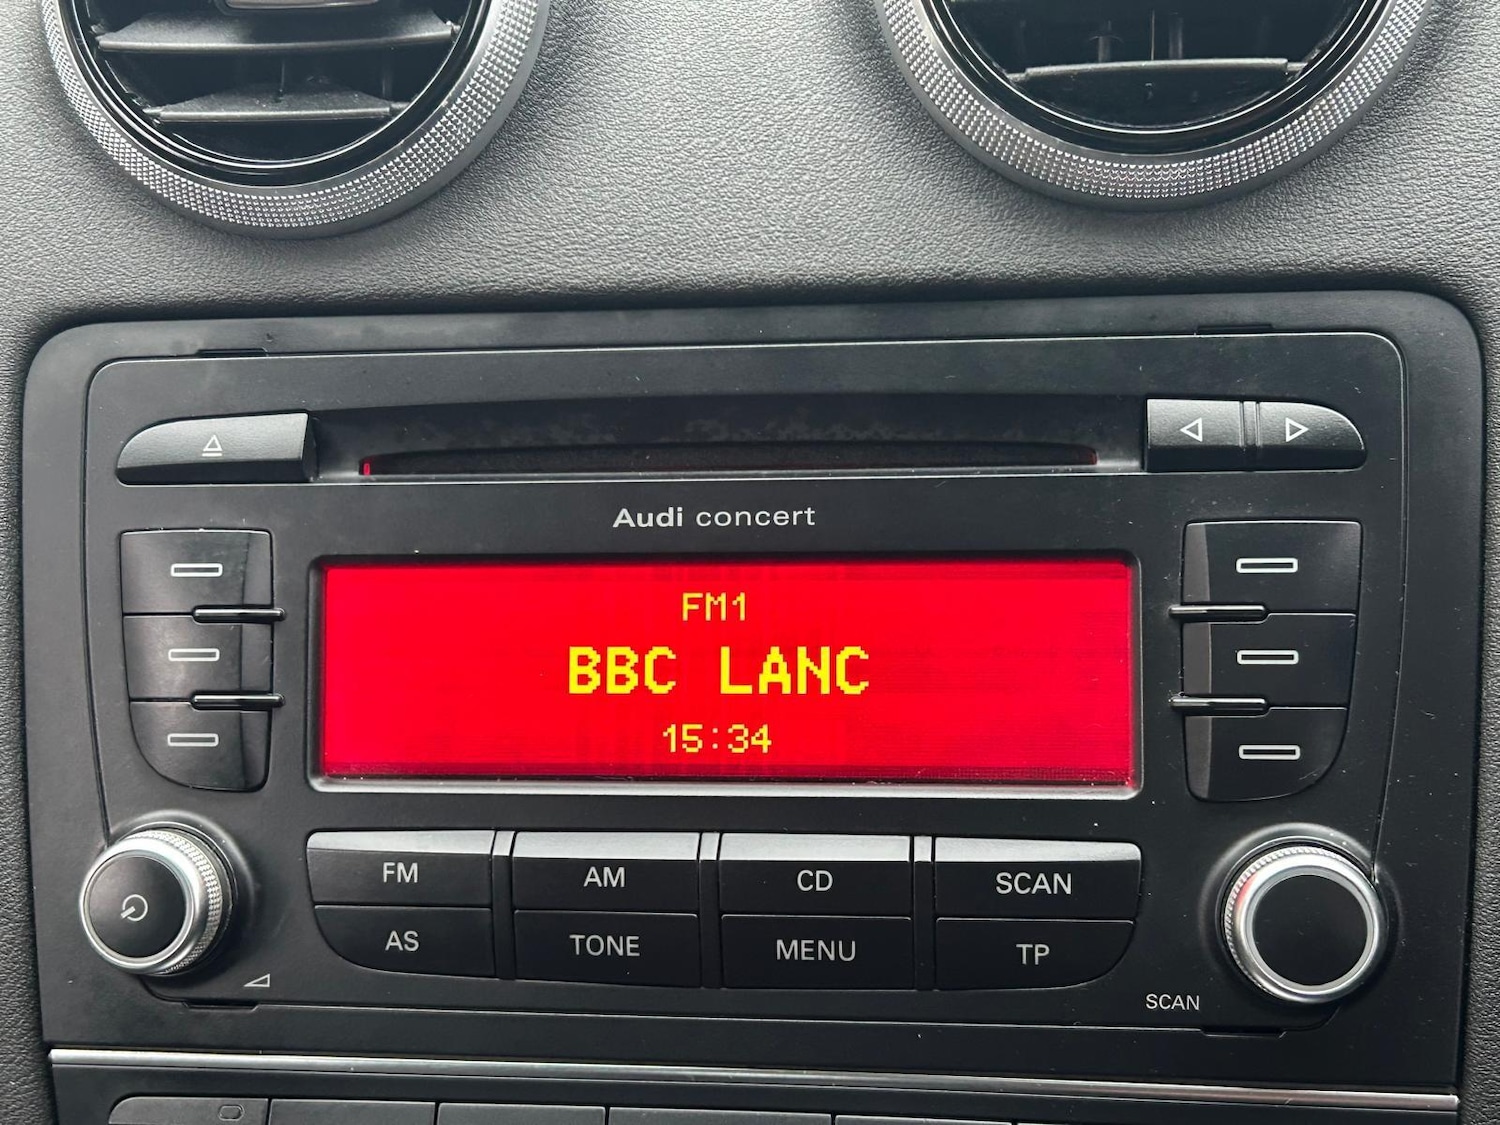 Audi concert
FM1
BBC LANC
15:34
FM AM CD SCAN
AS TONE MENU TP
SCAN